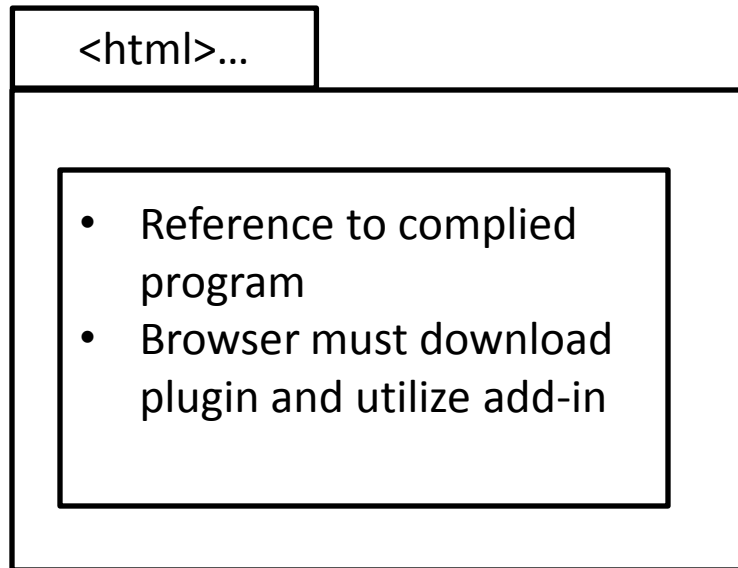 <html>...
• Reference to complied
program
• Browser must download
plugin and utilize add-in